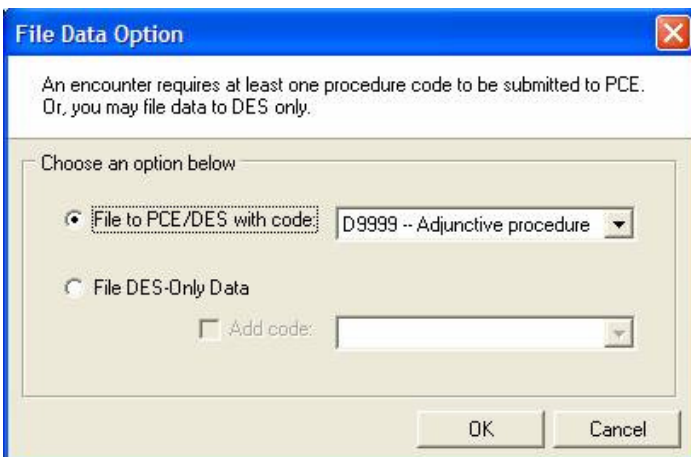 File Data Option
An encounter requires at least one procedure code to be submitted to PCE.
Or, you may file data to DES only.
Choose an option below
File to PCE/DES with code: D9999 -- Adjunctive procedure
File DES-Only Data
Add code:
OK Cancel